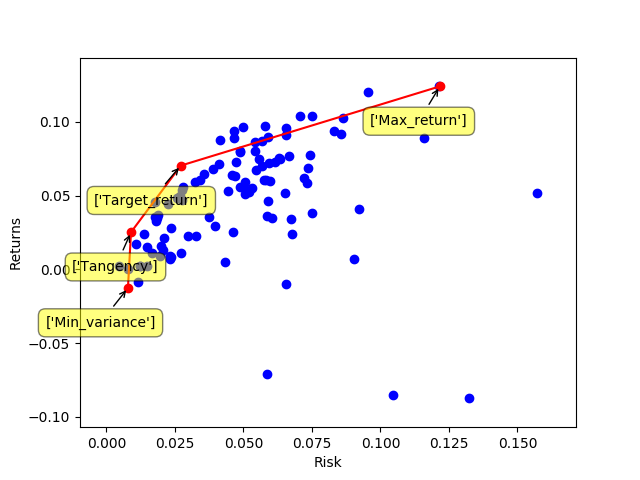 0.10
['Max_return']
0.05
['Target_return']
Returns
0.00
['Tangency']
['Min_variance']
−0.05
−0.10
0.000
0.025
0.050
0.075
0.100
0.125
0.150
Risk